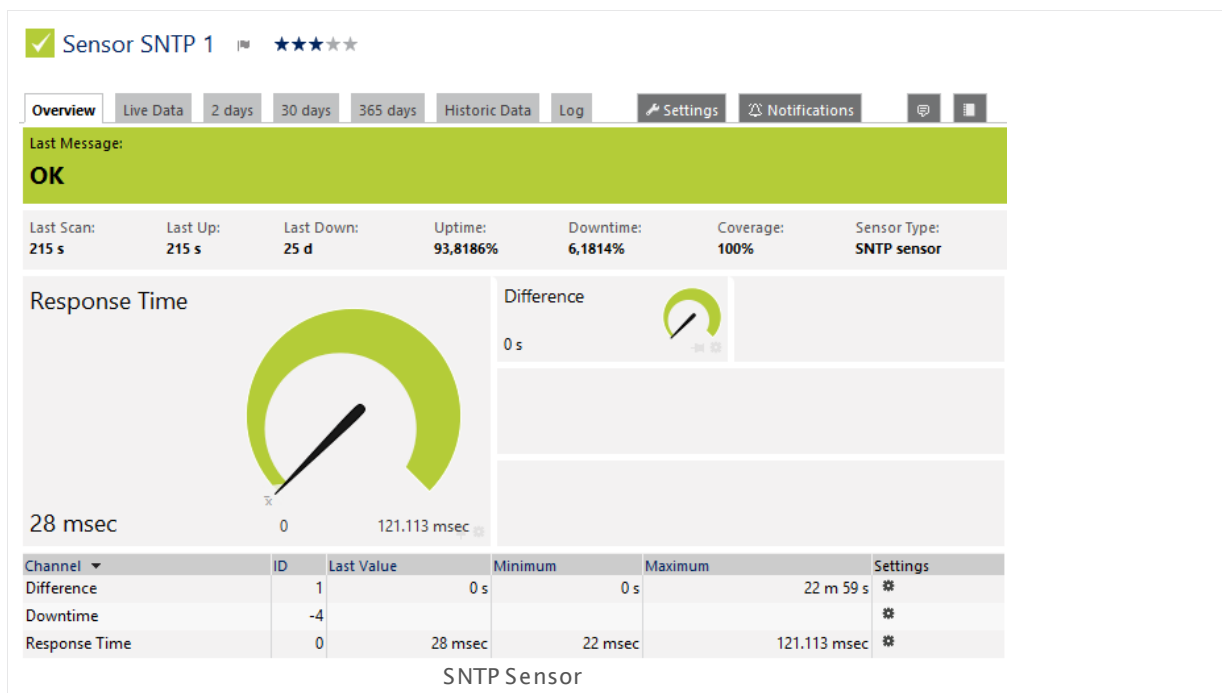 Sensor SNTP 1
Overview Live Data 2 days 30 days 365 days Historic Data Log Settings Notifications
Last Message:
OK
Last Scan: Last Up: Last Down: Uptime: Downtime: Coverage: Sensor Type:
215 s 215 s 25 d 93,8186% 6,1814% 100% SNTP sensor
Response Time
Difference
0 s
x̄
28 msec 0 121.113 msec
Channel ID Last Value Minimum Maximum Settings
Difference 1 0 s 0 s 22 m 59 s
Downtime -4
Response Time 0 28 msec 22 msec 121.113 msec
SNTP Sensor